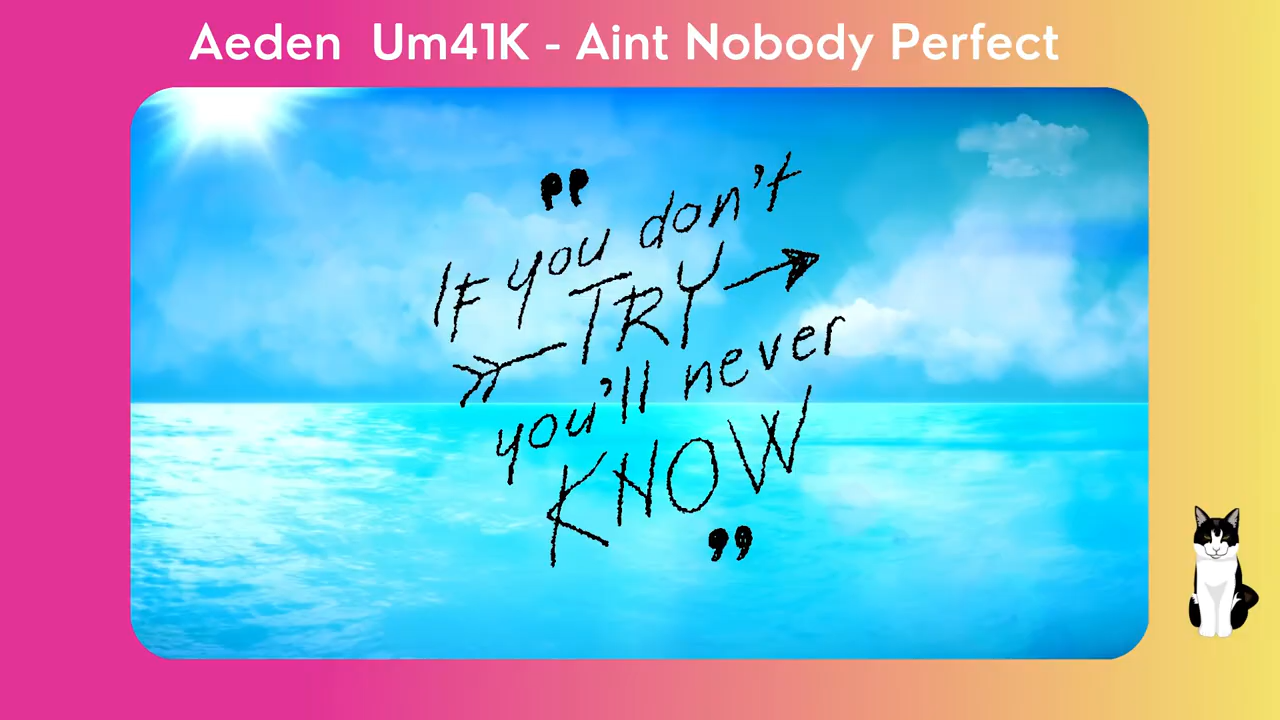 Aeden  Um41K - Aint Nobody Perfect
"
If you don't
TRY
you'll never
KNOW
"